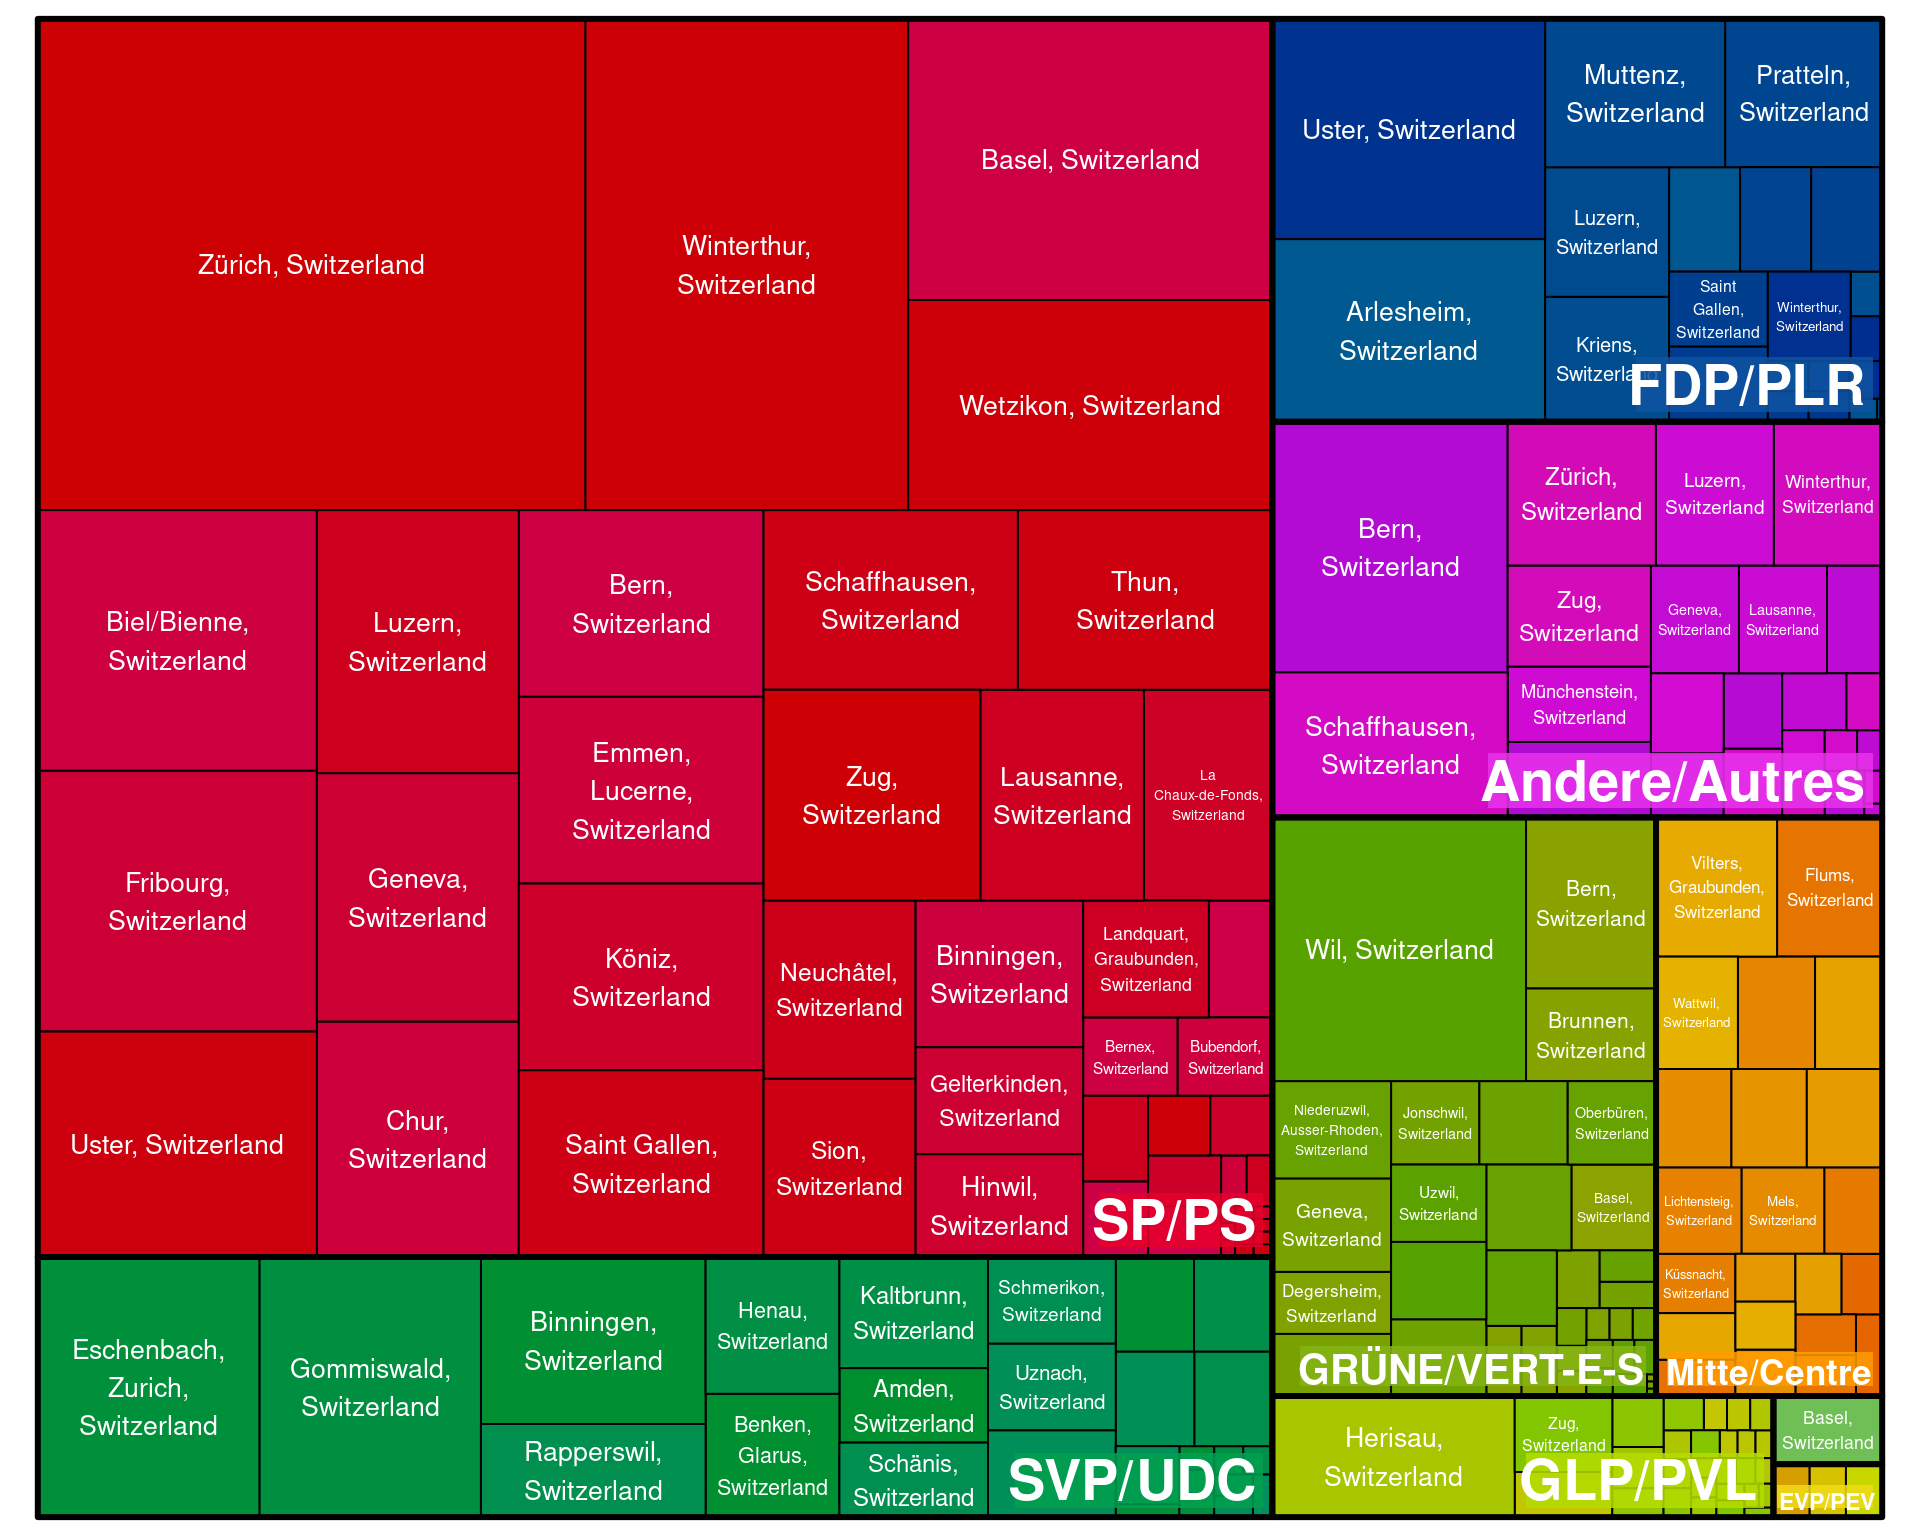 Zürich, Switzerland
Winterthur,
Switzerland
Basel, Switzerland
Wetzikon, Switzerland
Biel/Bienne,
Switzerland
Luzern,
Switzerland
Bern,
Switzerland
Schaffhausen,
Switzerland
Thun,
Switzerland
Fribourg,
Switzerland
Geneva,
Switzerland
Emmen,
Lucerne,
Switzerland
Zug,
Switzerland
Lausanne,
Switzerland
La
Chaux-de-Fonds,
Switzerland
Köniz,
Switzerland
Neuchâtel,
Switzerland
Binningen,
Switzerland
Landquart,
Graubunden,
Switzerland
Bernex,
Switzerland
Bubendorf,
Switzerland
Gelterkinden,
Switzerland
Uster, Switzerland
Chur,
Switzerland
Saint Gallen,
Switzerland
Sion,
Switzerland
Hinwil,
Switzerland
SP/PS
Eschenbach,
Zurich,
Switzerland
Gommiswald,
Switzerland
Binningen,
Switzerland
Rapperswil,
Switzerland
Henau,
Switzerland
Benken,
Glarus,
Switzerland
Kaltbrunn,
Switzerland
Amden,
Switzerland
Schänis,
Switzerland
Schmerikon,
Switzerland
Uznach,
Switzerland
SVP/UDC
Uster, Switzerland
Muttenz,
Switzerland
Pratteln,
Switzerland
Arlesheim,
Switzerland
Luzern,
Switzerland
Kriens,
Switzerland
Saint
Gallen,
Switzerland
Winterthur,
Switzerland
FDP/PLR
Bern,
Switzerland
Zürich,
Switzerland
Luzern,
Switzerland
Winterthur,
Switzerland
Zug,
Switzerland
Geneva,
Switzerland
Lausanne,
Switzerland
Schaffhausen,
Switzerland
Münchenstein,
Switzerland
Andere/Autres
Wil, Switzerland
Bern,
Switzerland
Brunnen,
Switzerland
Niederuzwil,
Ausser-Rhoden,
Switzerland
Jonschwil,
Switzerland
Oberbüren,
Switzerland
Geneva,
Switzerland
Uzwil,
Switzerland
Basel,
Switzerland
Degersheim,
Switzerland
GRÜNE/VERT-E-S
Vilters,
Graubunden,
Switzerland
Flums,
Switzerland
Wattwil,
Switzerland
Lichtensteig,
Switzerland
Mels,
Switzerland
Küssnacht,
Switzerland
Mitte/Centre
Herisau,
Switzerland
Zug,
Switzerland
GLP/PVL
Basel,
Switzerland
EVP/PEV